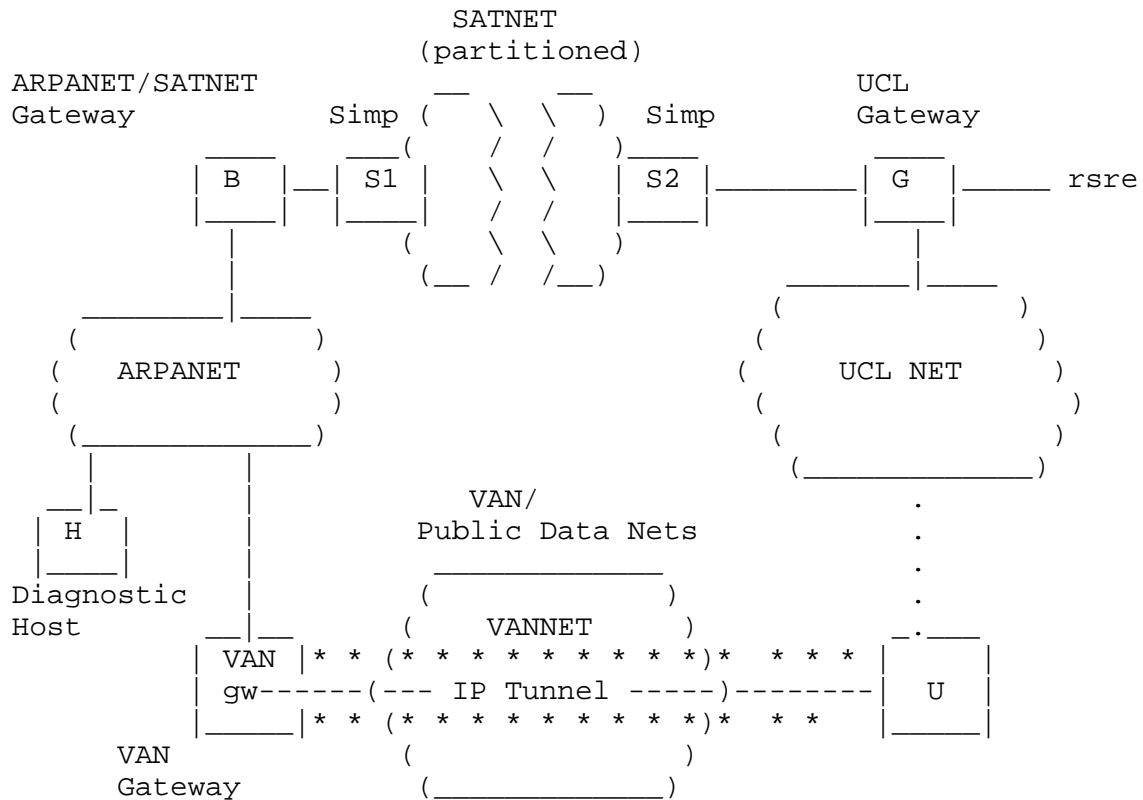 SATNET
(partitioned)
ARPANET/SATNET UCL
Gateway Simp Simp Gateway
B S1 S2 G rsre
ARPANET UCL NET
VAN/
H Public Data Nets
Diagnostic
Host VANNET
VAN
gw IP Tunnel U
VAN
Gateway